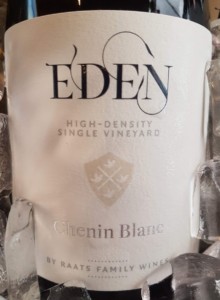 EDEN
HIGH-DENSITY
SINGLE VINEYARD
Chenin Blanc
BY RAATS FAMILY WINES